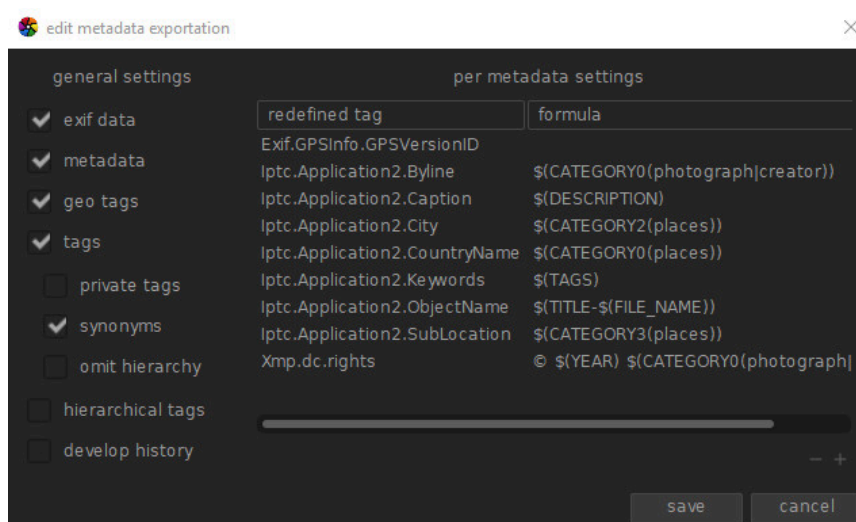 edit metadata exportation
general settings
exif data
metadata
geo tags
tags
private tags
synonyms
omit hierarchy
hierarchical tags
develop history
per metadata settings
redefined tag formula
Exif.GPSInfo.GPSVersionID
Iptc.Application2.Byline $(CATEGORY0(photograph|creator))
Iptc.Application2.Caption $(DESCRIPTION)
Iptc.Application2.City $(CATEGORY2(places))
Iptc.Application2.CountryName $(CATEGORY0(places))
Iptc.Application2.Keywords $(TAGS)
Iptc.Application2.ObjectName $(TITLE-$(FILE_NAME))
Iptc.Application2.SubLocation $(CATEGORY3(places))
Xmp.dc.rights © $(YEAR) $(CATEGORY0(photograph|
save cancel